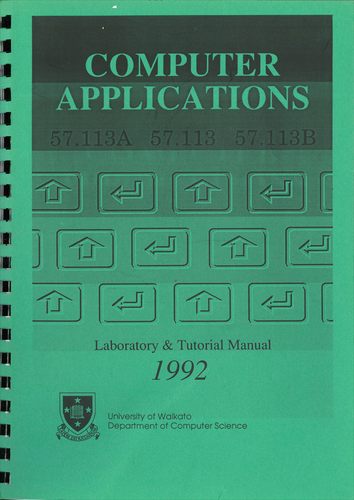 COMPUTER
APPLICATIONS
57.113A 57.113 57.113B
Laboratory & Tutorial Manual
1992
University of Waikato
Department of Computer Science